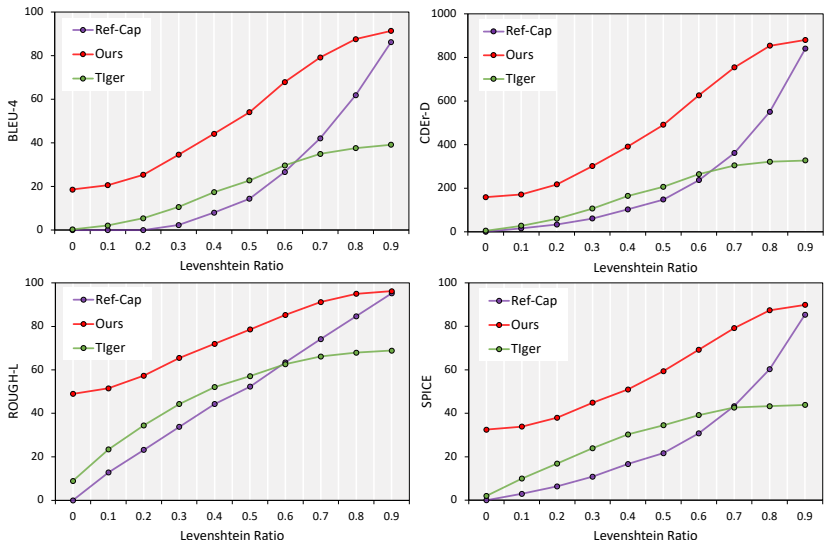 100
80
60
40
20
0
BLEU-4
Ref-Cap
Ours
TIger
0 0.1 0.2 0.3 0.4 0.5 0.6 0.7 0.8 0.9
Levenshtein Ratio
1000
800
600
400
200
0
CDEr-D
Ref-Cap
Ours
TIger
0 0.1 0.2 0.3 0.4 0.5 0.6 0.7 0.8 0.9
Levenshtein Ratio
100
80
60
40
20
0
ROUGH-L
Ref-Cap
Ours
TIger
0 0.1 0.2 0.3 0.4 0.5 0.6 0.7 0.8 0.9
Levenshtein Ratio
100
80
60
40
20
0
SPICE
Ref-Cap
Ours
TIger
0 0.1 0.2 0.3 0.4 0.5 0.6 0.7 0.8 0.9
Levenshtein Ratio